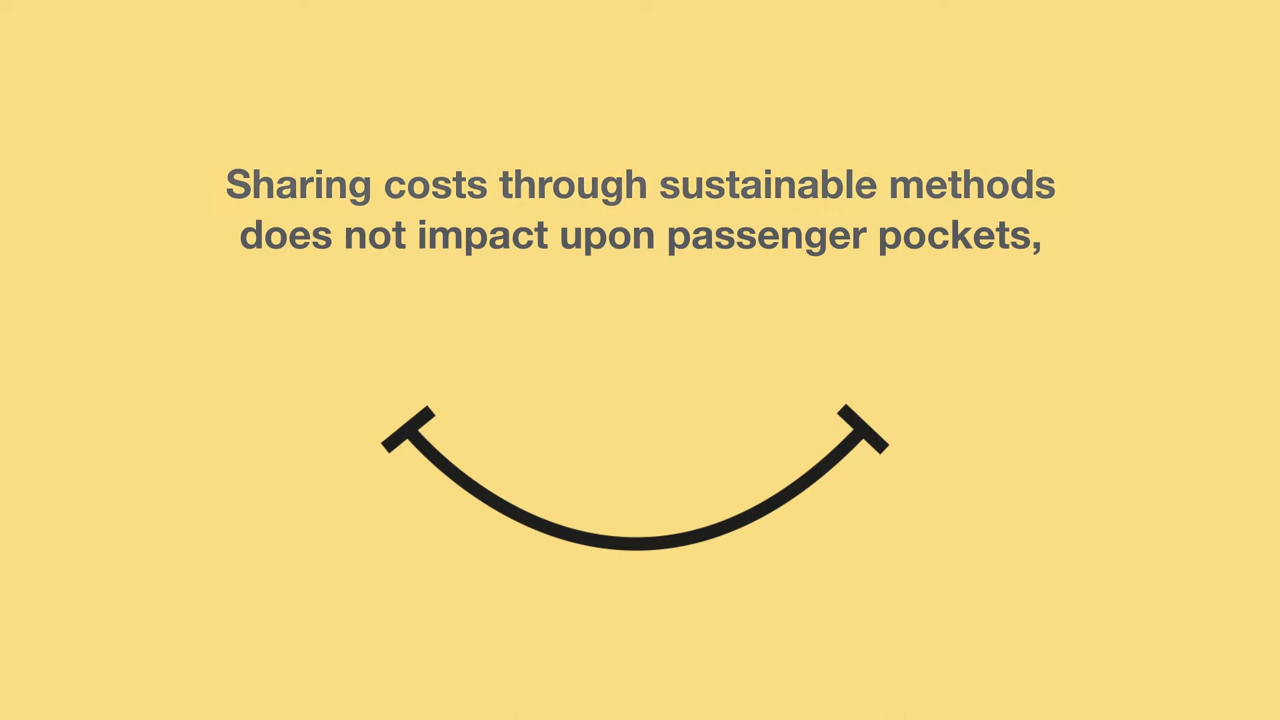 Sharing costs through sustainable methods
does not impact upon passenger pockets,